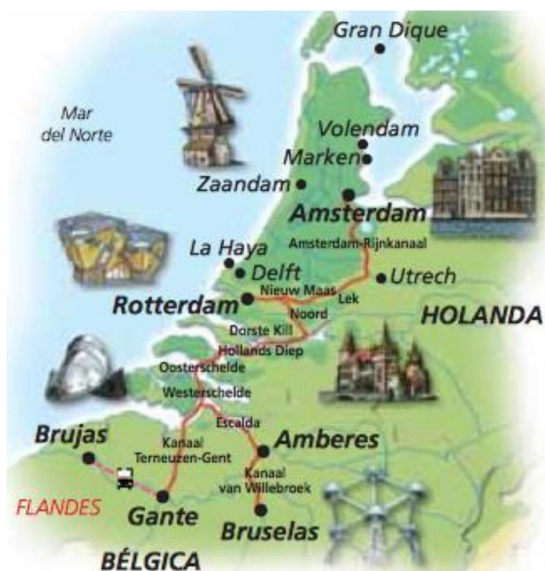 Gran Dique
Mar
del Norte
Volendam
Marken
Zaandam
Amsterdam
Amsterdam-Rijnkanaal
La Haya
Delft
Utrech
Nieuw Maas
Lek
Rotterdam
Noord
HOLANDA
Dorste Kill
Hollands Diep
Oosterschelde
Westerschelde
Escalda
Brujas
Kanaal
Terneuzen-Gent
Amberes
Kanaal
van Willebroek
FLANDES
Gante
Bruselas
BÉLGICA